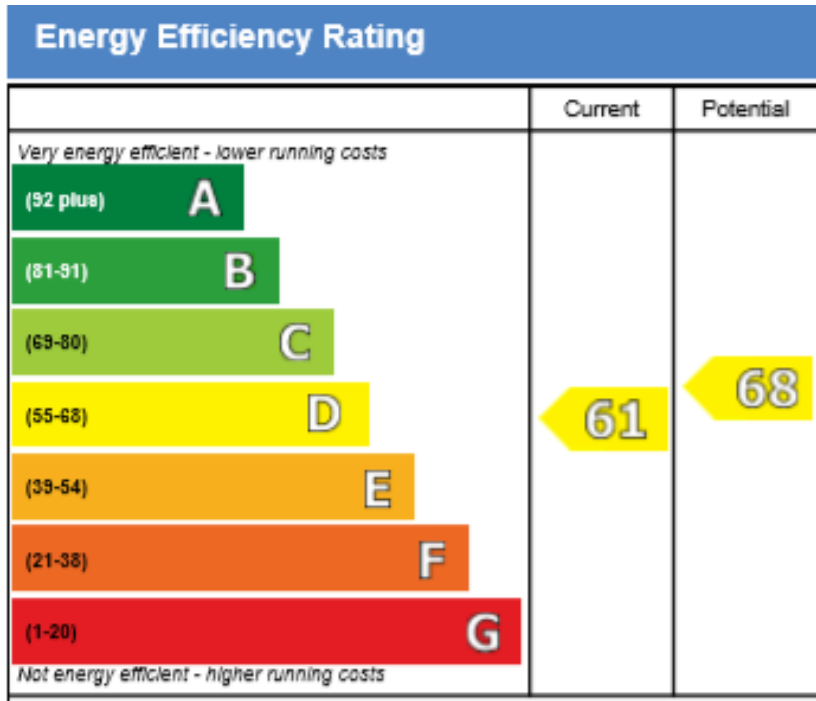 Energy Efficiency Rating
Current Potential
Very energy efficient - lower running costs
(92 plus) A
(81-91) B
(69-80) C
(55-68) D
(39-54) E
(21-38) F
(1-20) G
61
68
Not energy efficient - higher running costs